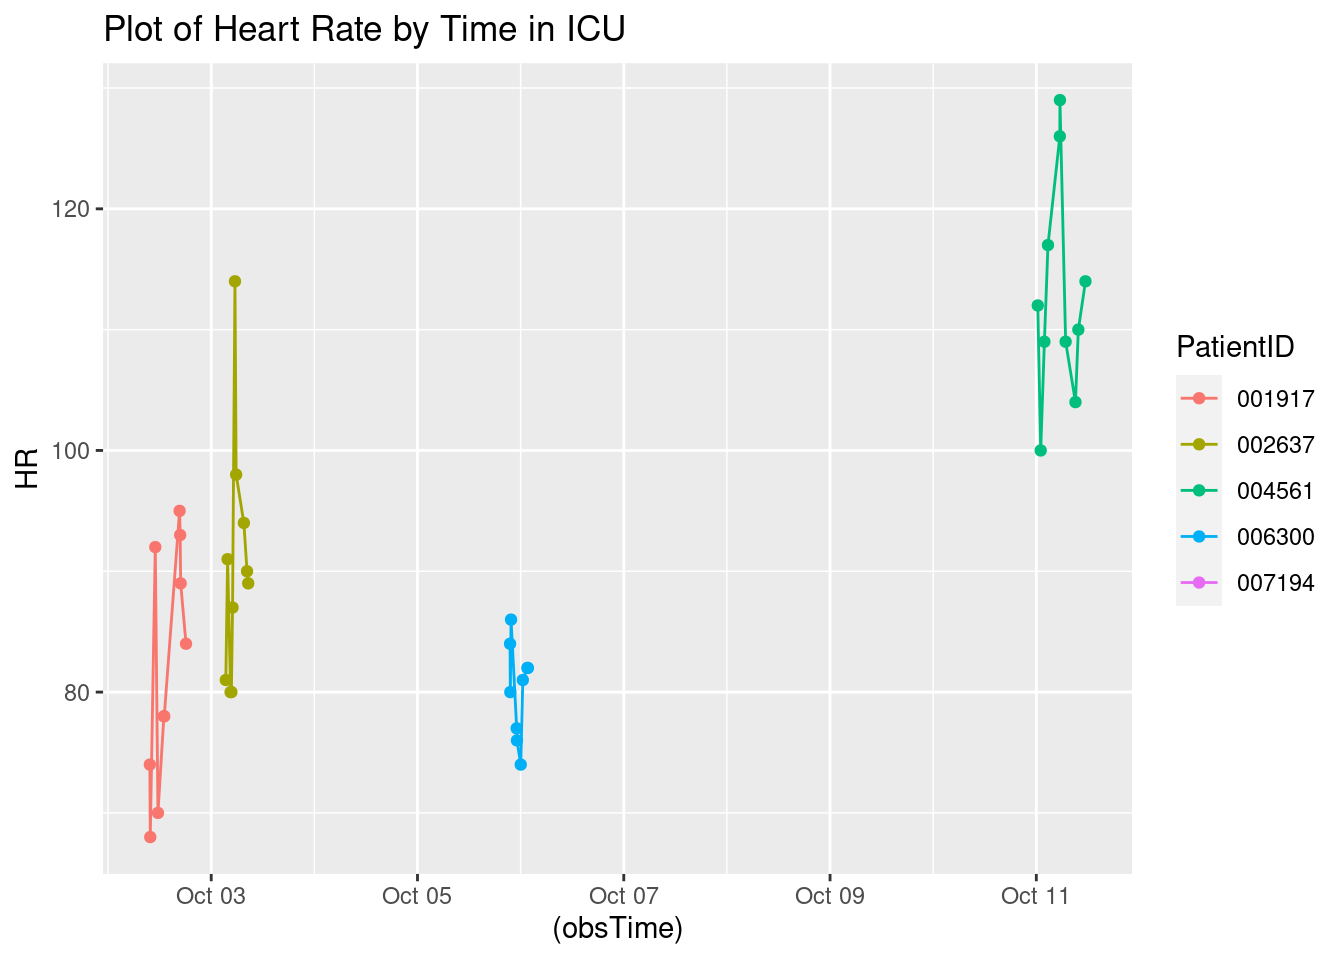 Plot of Heart Rate by Time in ICU
HR
120
100
80
Oct 03 Oct 05 Oct 07 Oct 09 Oct 11
(obsTime)
PatientID
001917
002637
004561
006300
007194